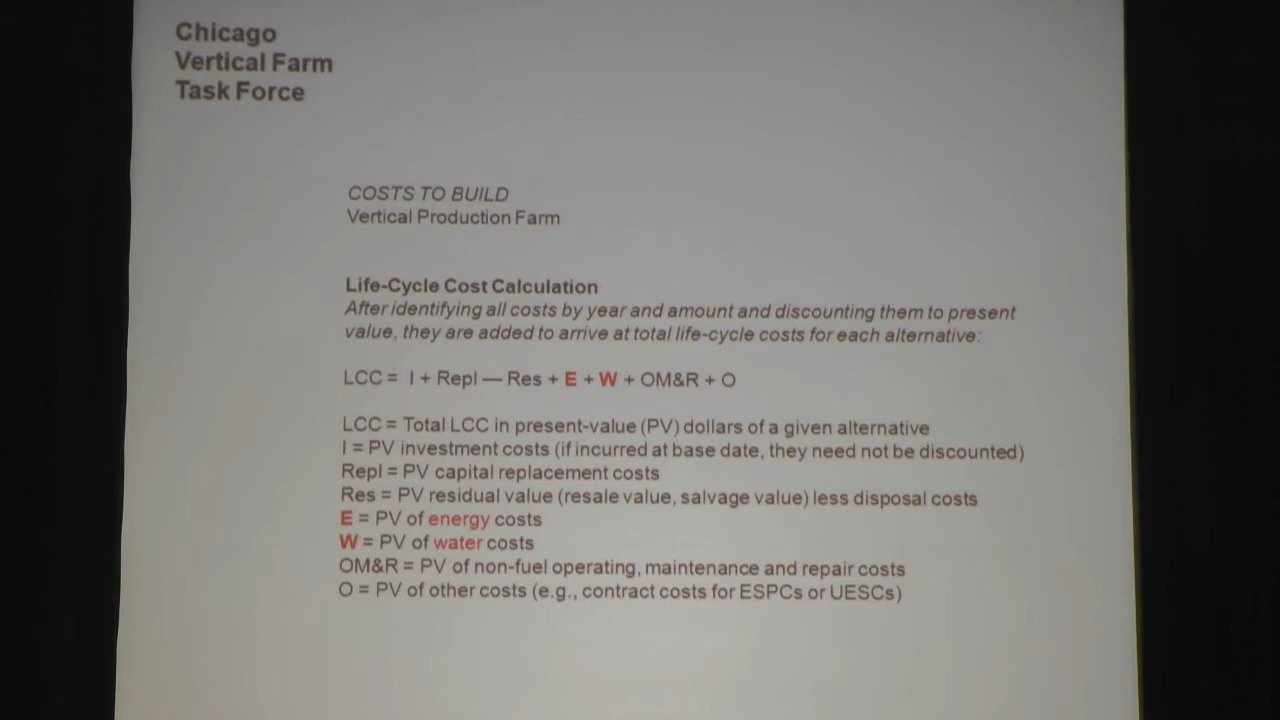 Chicago
Vertical Farm
Task Force
COSTS TO BUILD
Vertical Production Farm
Life-Cycle Cost Calculation
After identifying all costs by year and amount and discounting them to present
value, they are added to arrive at total life-cycle costs for each alternative:
LCC = I + Repl — Res + E + W + OM&R + O
LCC = Total LCC in present-value (PV) dollars of a given alternative
I = PV investment costs (if incurred at base date, they need not be discounted)
Repl = PV capital replacement costs
Res = PV residual value (resale value, salvage value) less disposal costs
E = PV of energy costs
W = PV of water costs
OM&R = PV of non-fuel operating, maintenance and repair costs
O = PV of other costs (e.g., contract costs for ESPCs or UESCs)